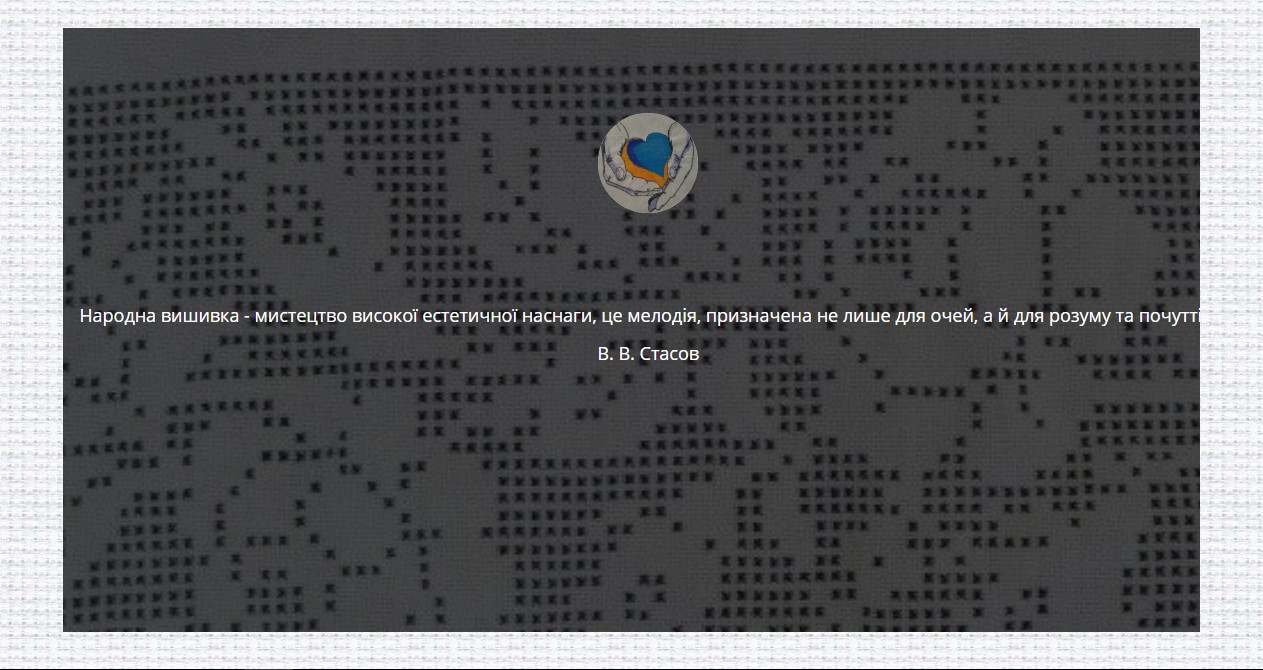 Народна вишивка - мистецтво високої естетичної наснаги, це мелодія, призначена не лише для очей, а й для розуму та почутті
В. В. Стасов